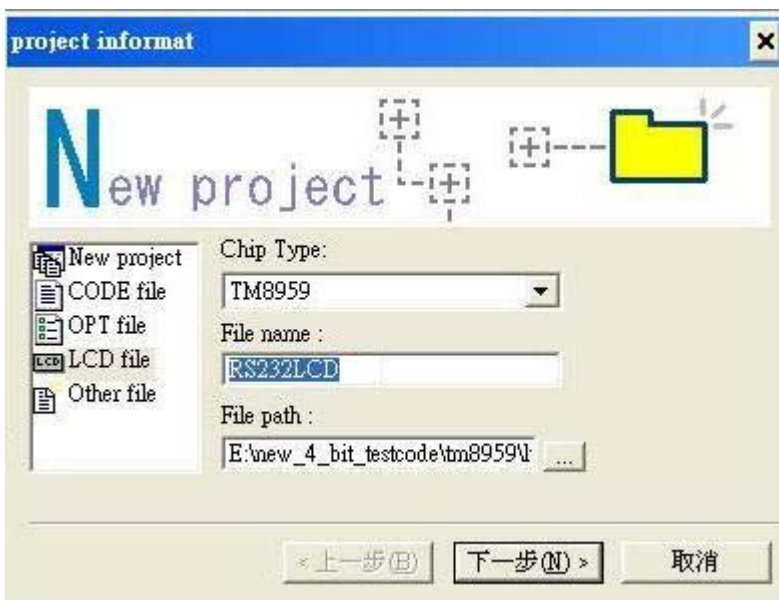 project informat
New project
New project
CODE file
OPT file
LCD
LCD file
Other file
Chip Type:
TM8959
File name :
RS232LCD
File path :
E:\new_4_bit_testcode\tm8959\
...
<上一步(B)
下一步(N) >
取消